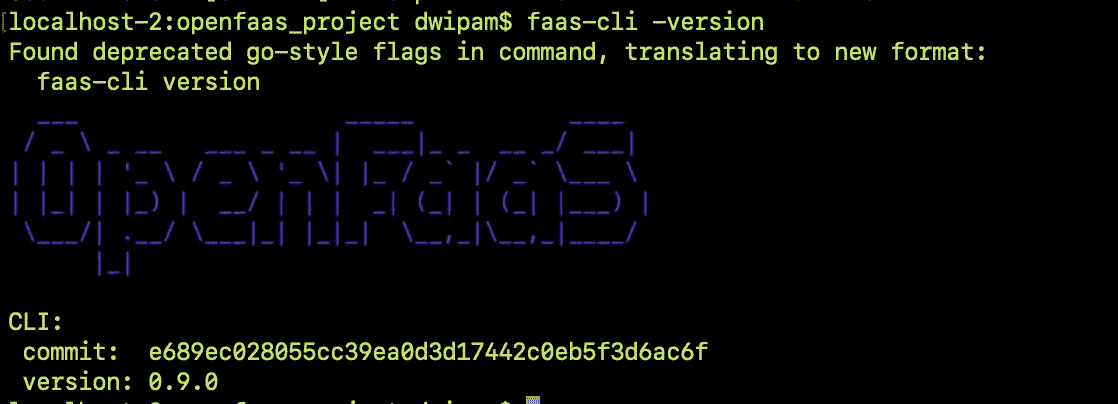 localhost-2:openfaas_project dwipam$ faas-cli -version
Found deprecated go-style flags in command, translating to new format:
faas-cli version
OpenFaaS
CLI:
commit: e689ec028055cc39ea0d3d17442c0eb5f3d6ac6f
version: 0.9.0